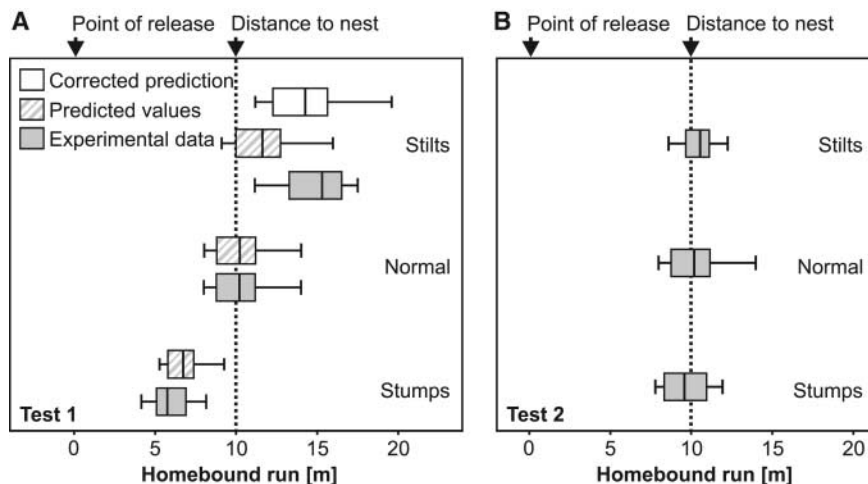 A
Point of release
Distance to nest
Corrected prediction
Predicted values
Experimental data
Stilts
Normal
Stumps
Test 1
0 5 10 15 20
Homebound run [m]
B
Point of release
Distance to nest
Stilts
Normal
Stumps
Test 2
0 5 10 15 20
Homebound run [m]